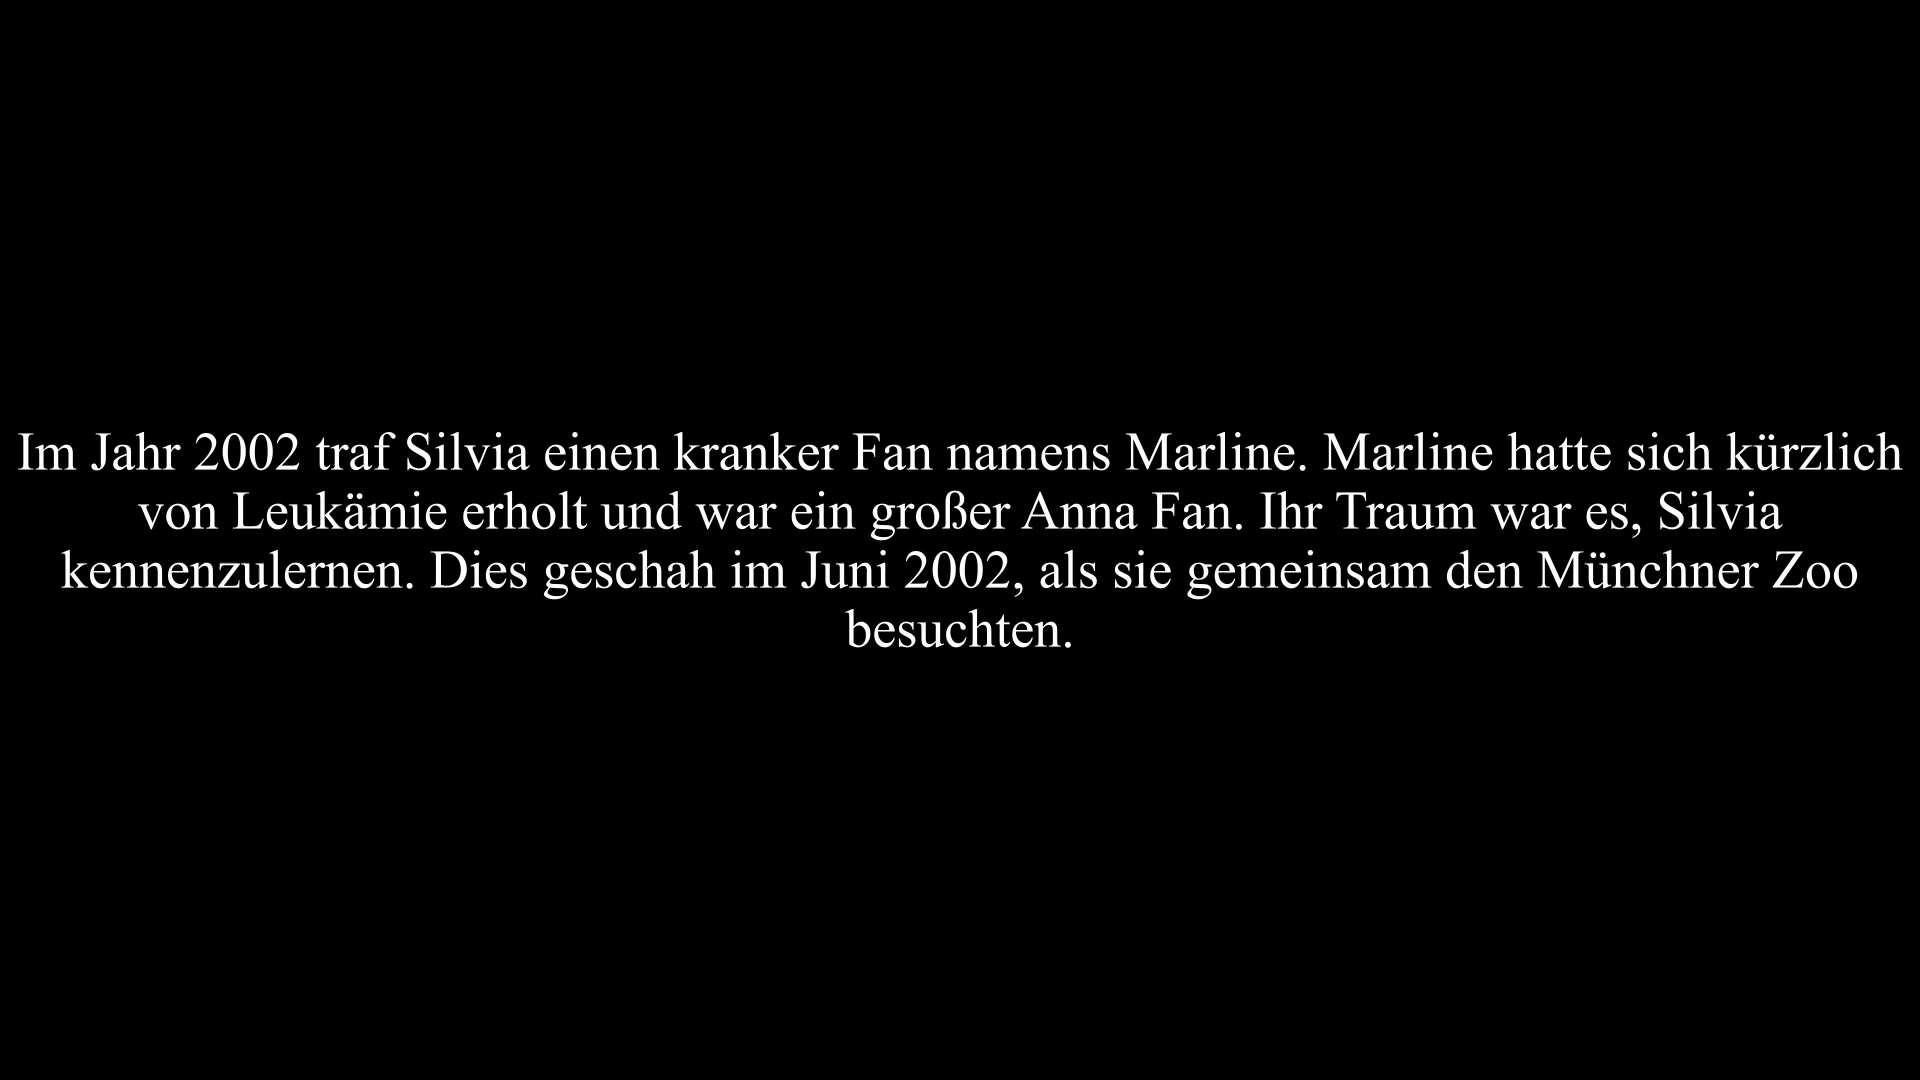 Im Jahr 2002 traf Silvia einen kranker Fan namens Marline. Marline hatte sich kürzlich
von Leukämie erholt und war ein großer Anna Fan. Ihr Traum war es, Silvia
kennenzulernen. Dies geschah im Juni 2002, als sie gemeinsam den Münchner Zoo
besuchten.